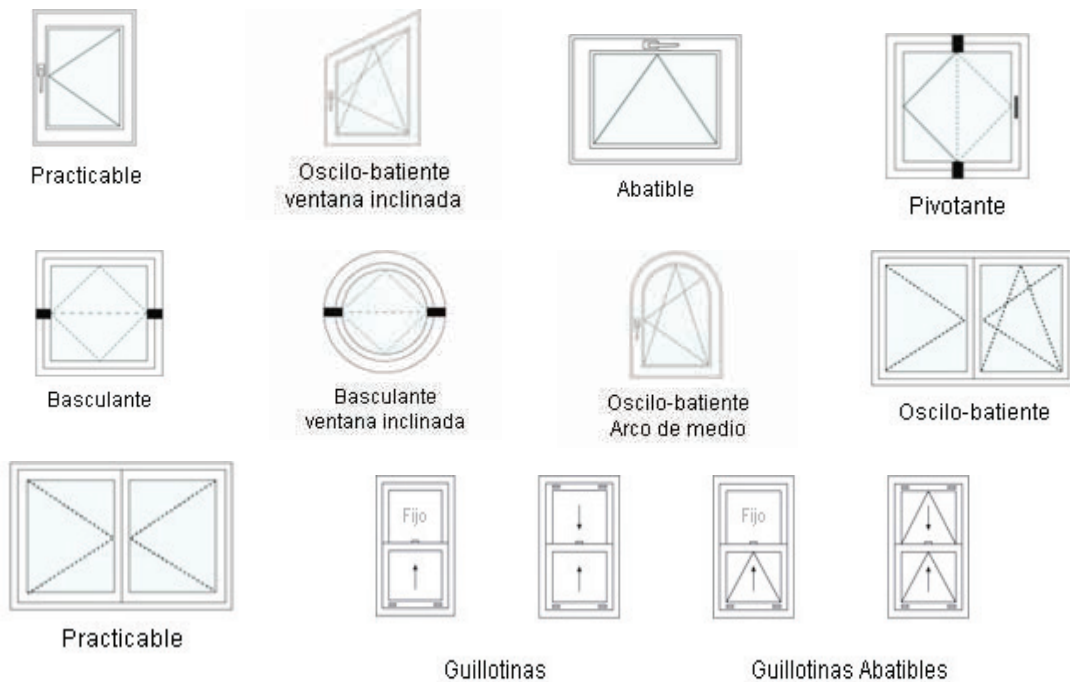 Practicable
Oscilo-batiente
ventana inclinada
Abatible
Pivotante
Basculante
Basculante
ventana inclinada
Oscilo-batiente
Arco de medio
Oscilo-batiente
Practicable
Fijo
Fijo
Guillotinas
Guillotinas Abatibles